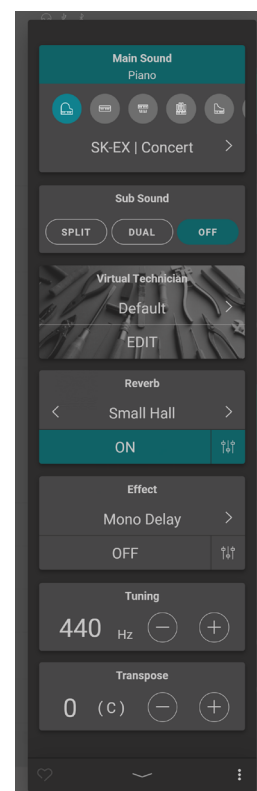 Main Sound
Piano
SK-EX | Concert
Sub Sound
SPLIT DUAL OFF
Virtual Technician
Default
EDIT
Reverb
Small Hall
ON
Effect
Mono Delay
OFF
Tuning
440 Hz
Transpose
0 (C)